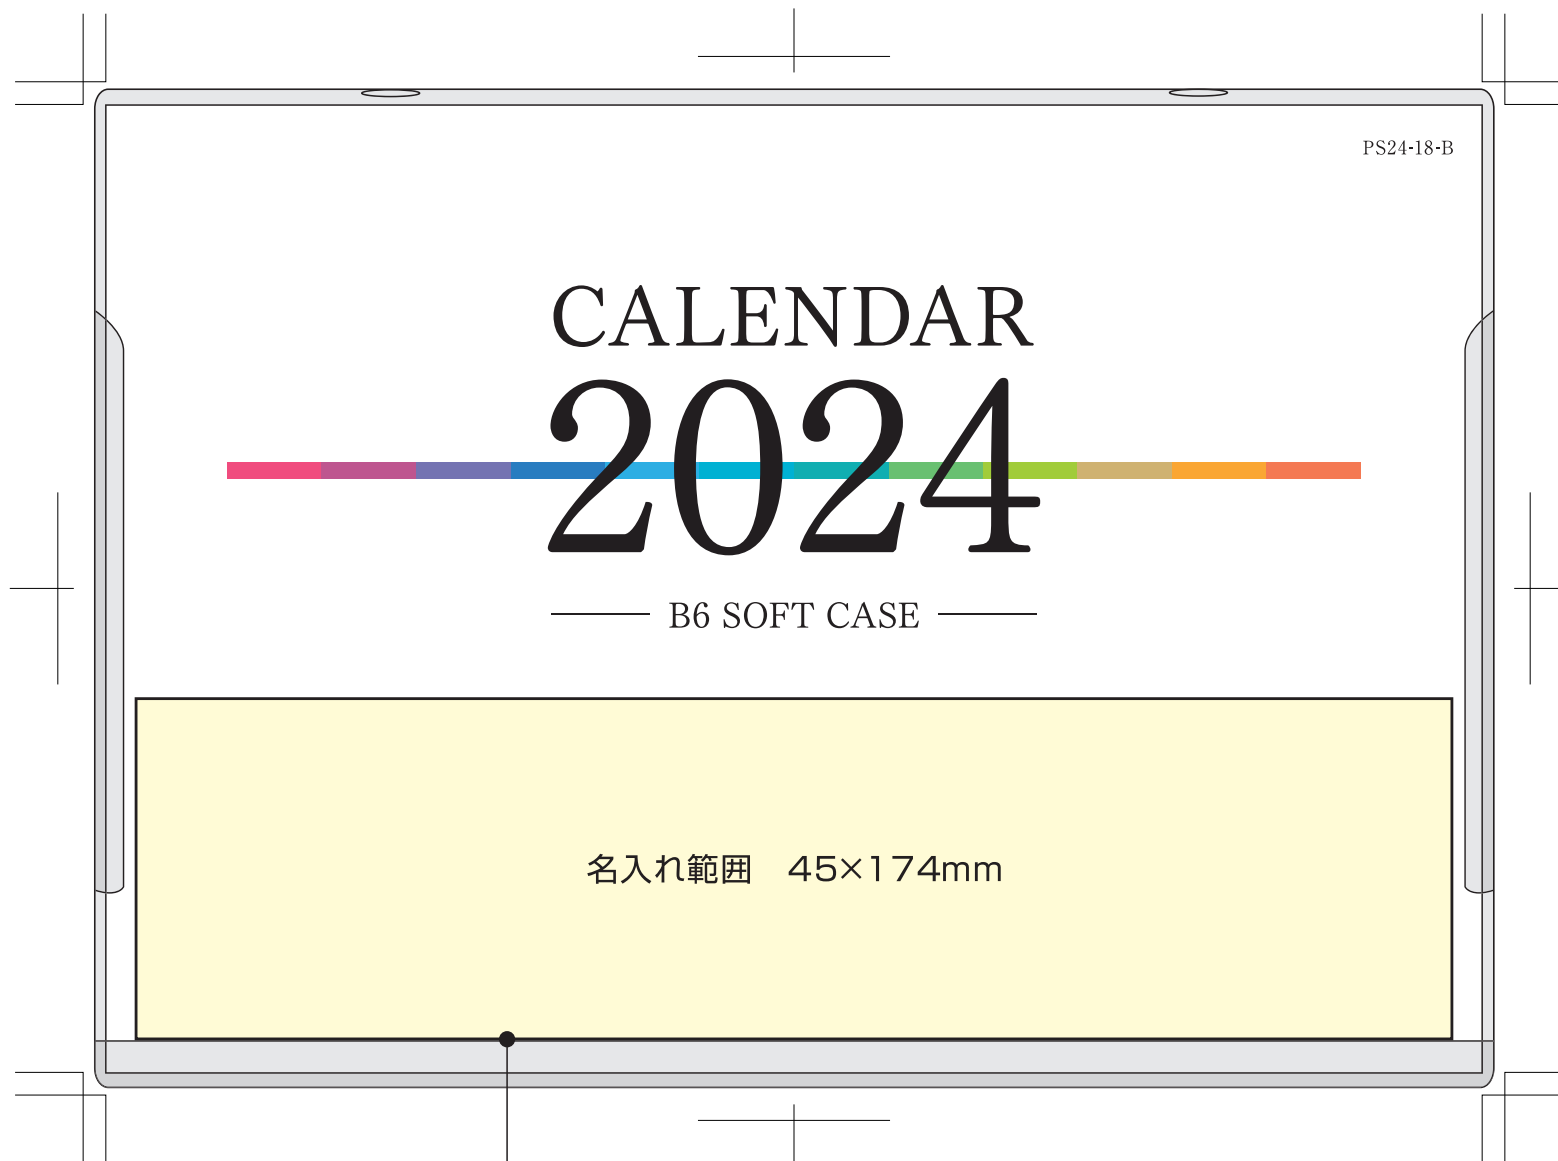 PS24-18-B
CALENDAR
2024
B6 SOFT CASE
名入れ範囲　45×174mm